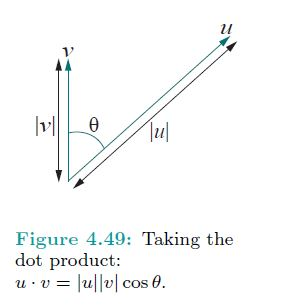 u
v
|v| θ
|u|
Figure 4.49: Taking the
dot product:
u · v = |u||v| cos θ.